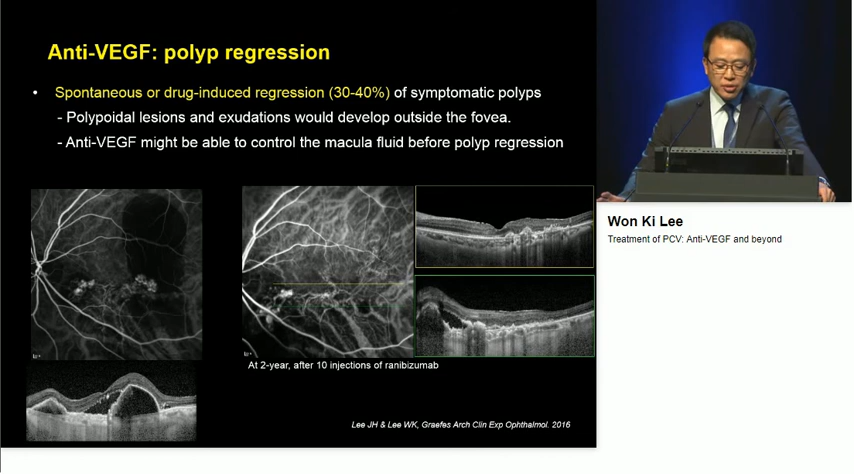 Anti-VEGF: polyp regression
• Spontaneous or drug-induced regression (30-40%) of symptomatic polyps
- Polypoidal lesions and exudations would develop outside the fovea.
- Anti-VEGF might be able to control the macula fluid before polyp regression
At 2-year, after 10 injections of ranibizumab
Lee JH & Lee WK, Graefes Arch Clin Exp Ophthalmol. 2016
Won Ki Lee
Treatment of PCV: Anti-VEGF and beyond